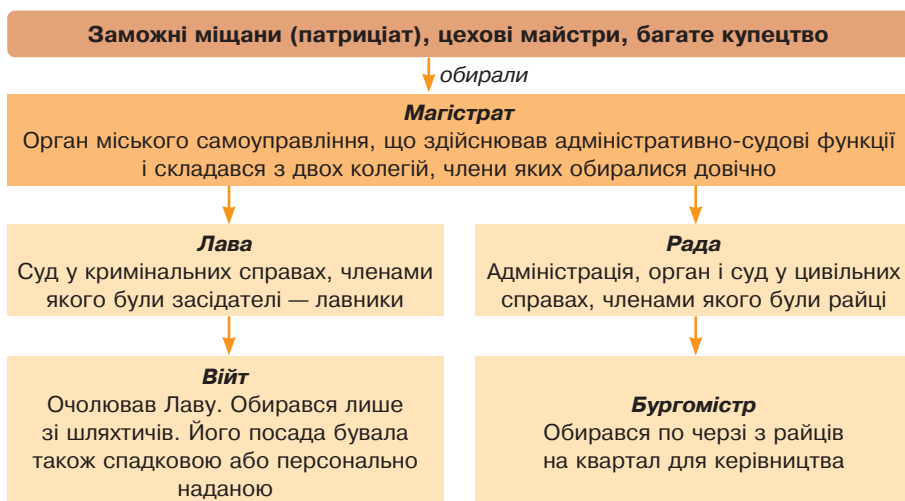 Заможні міщани (патриціат), цехові майстри, багате купецтво
обирали
Магістрат
Орган міського самоуправління, що здійснював адміністративно-судові функції
і складався з двох колегій, члени яких обиралися довічно
Лава
Суд у кримінальних справах, членами
якого були засідателі — лавники
Рада
Адміністрація, орган і суд у цивільних
справах, членами якого були райці
Війт
Очолював Лаву. Обирався лише
зі шляхтичів. Його посада бувала
також спадковою або персонально
наданою
Бургомістр
Обирався по черзі з райців
на квартал для керівництва